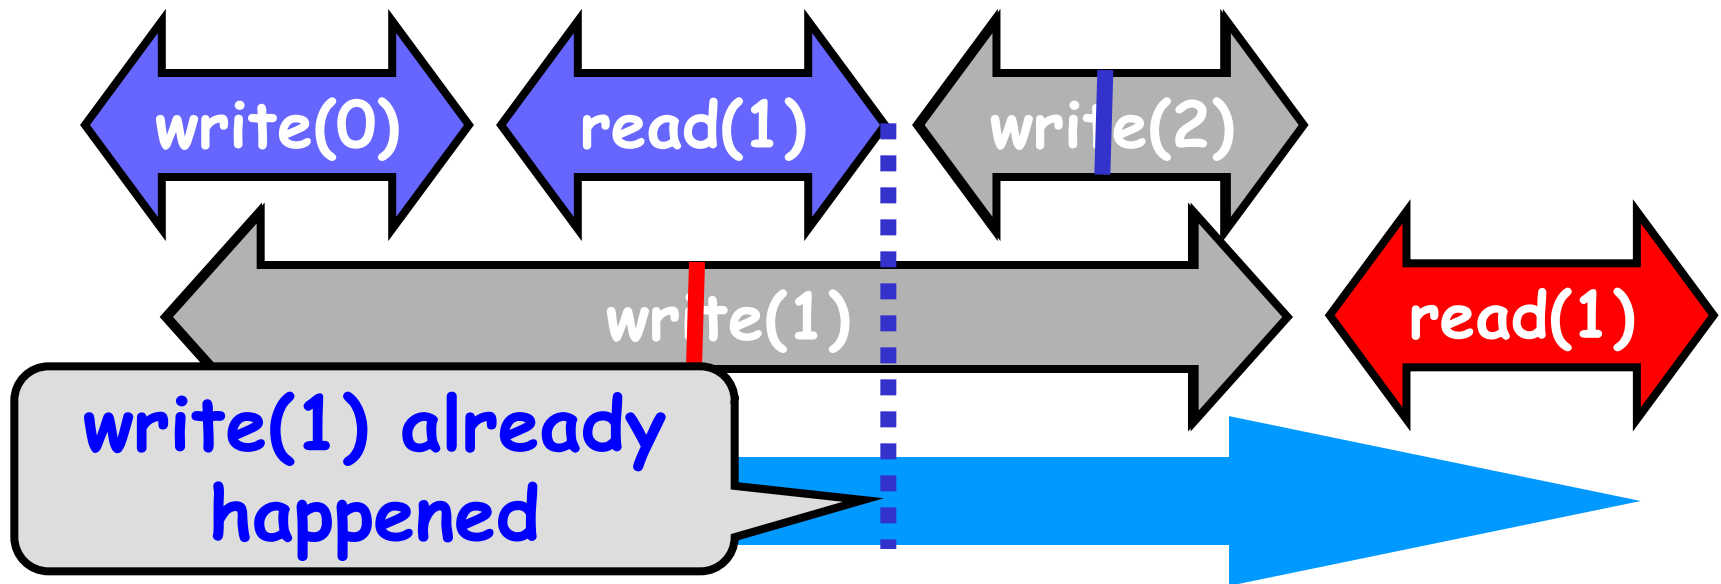 write(0)
read(1)
write(2)
write(1)
read(1)
write(1) already
happened